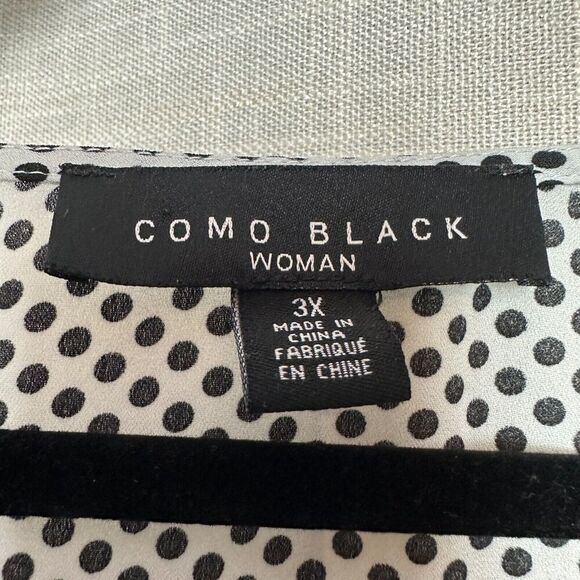 COMO BLACK
WOMAN
3X
MADE IN
CHINA
FABRIQUÉ
EN CHINE